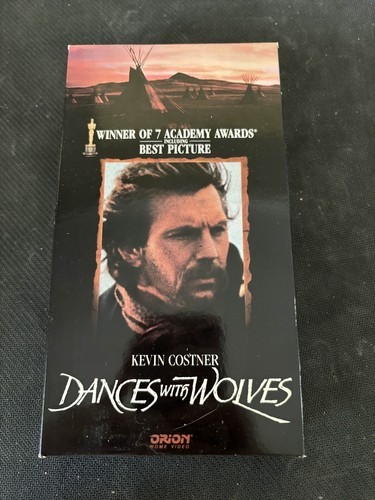 WINNER OF 7 ACADEMY AWARDS®
INCLUDING
BEST PICTURE
KEVIN COSTNER
DANCES WITH WOLVES
ORION®
HOME VIDEO